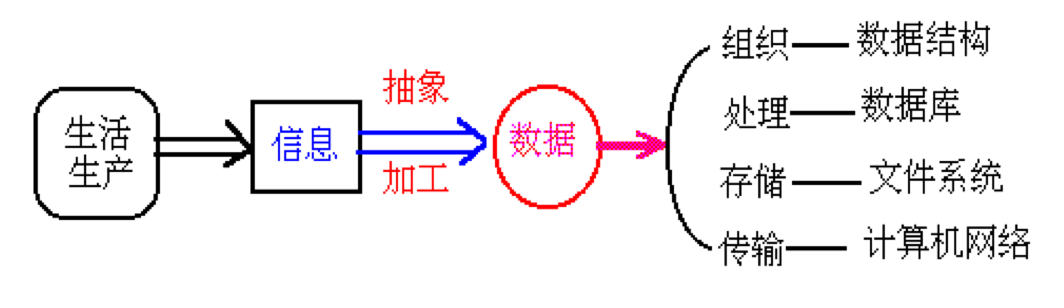 生活
生产
信息
抽象
加工
数据
组织 数据结构
处理 数据库
存储 文件系统
传输 计算机网络